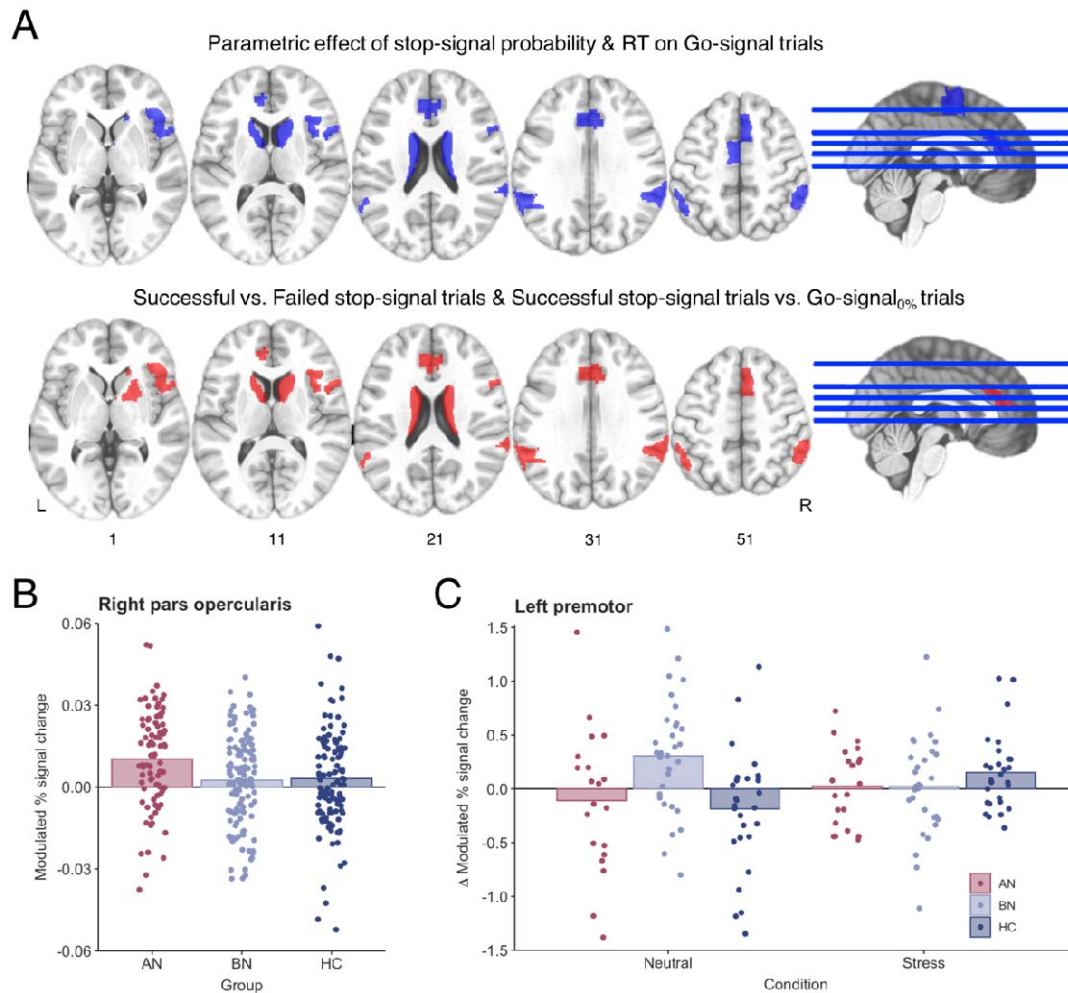 A
Parametric effect of stop-signal probability & RT on Go-signal trials
Successful vs. Failed stop-signal trials & Successful stop-signal trials vs. Go-signal0% trials
L
R
1
11
21
31
51
B
Right pars opercularis
0.06
0.03
0.00
-0.03
-0.06
Modulated % signal change
AN
BN
HC
Group
C
Left premotor
1.5
1.0
0.5
0.0
-0.5
-1.0
-1.5
Δ Modulated % signal change
AN
BN
HC
Neutral
Stress
Condition